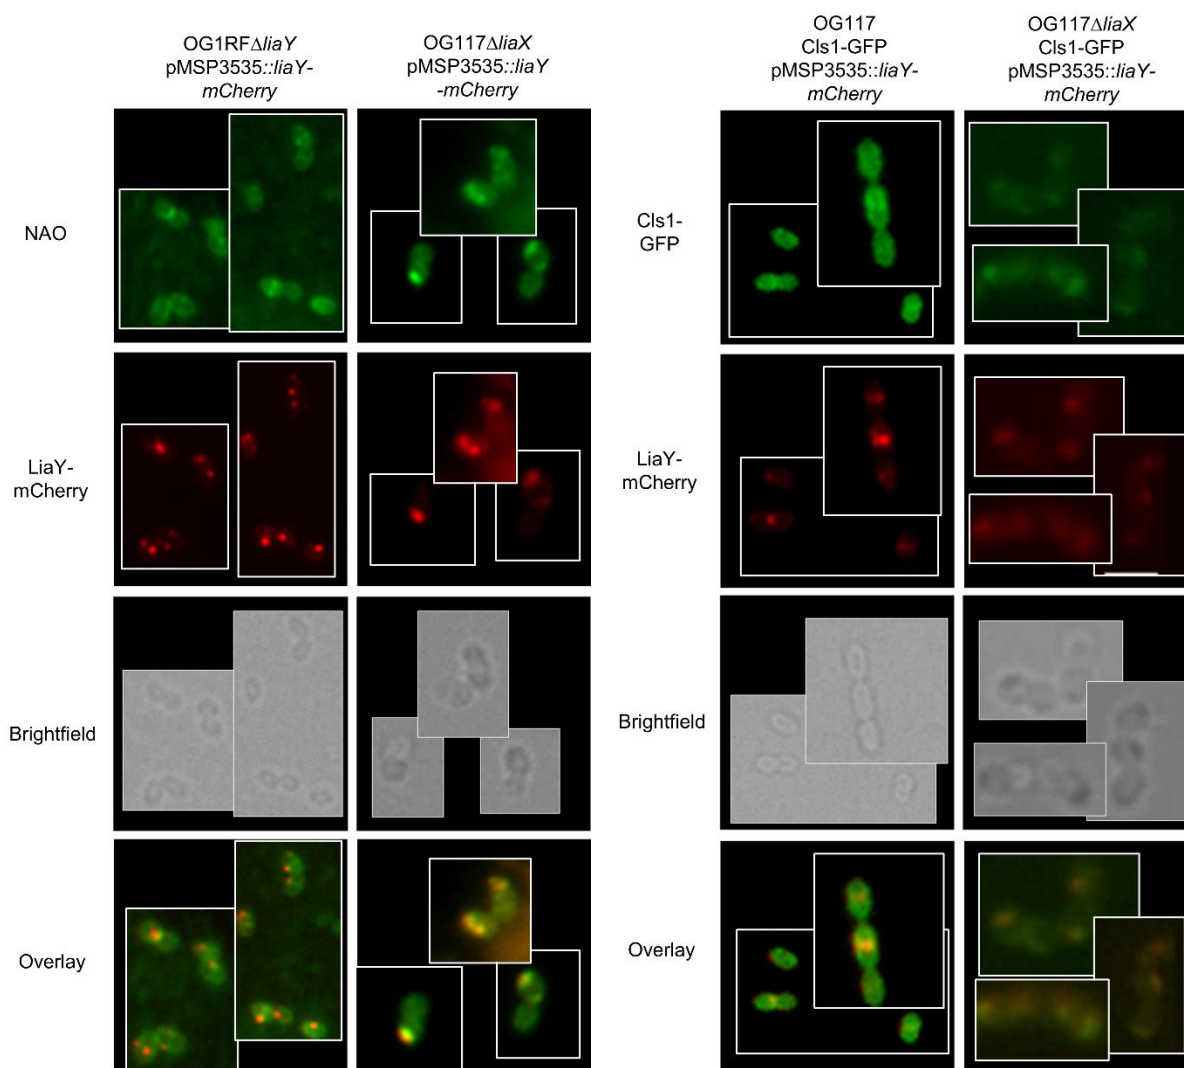 OG1RFΔliaY
pMSP3535::liaY-
mCherry
OG117ΔliaX
pMSP3535::liaY
-mCherry
OG117
Cls1-GFP
pMSP3535::liaY-
mCherry
OG117ΔliaX
Cls1-GFP
pMSP3535::liaY-
mCherry
NAO
Cls1-
GFP
LiaY-
mCherry
LiaY-
mCherry
Brightfield
Brightfield
Overlay
Overlay